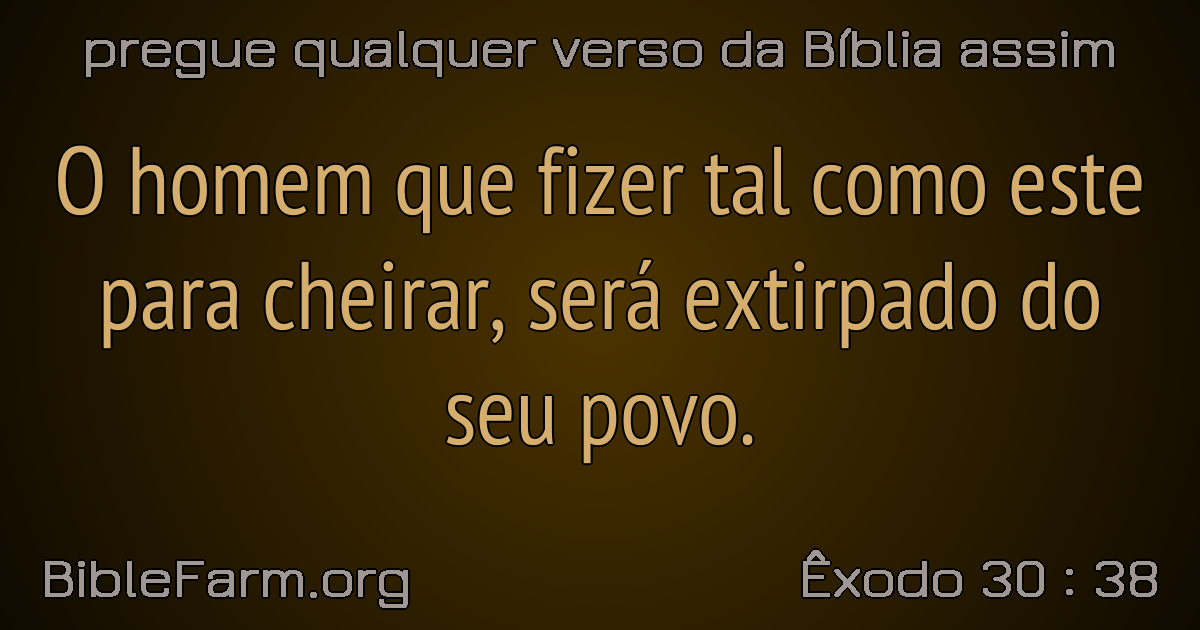 pregue qualquer verso da Bíblia assim
O homem que fizer tal como este
para cheirar, será extirpado do
seu povo.
BibleFarm.org
Êxodo 30 : 38